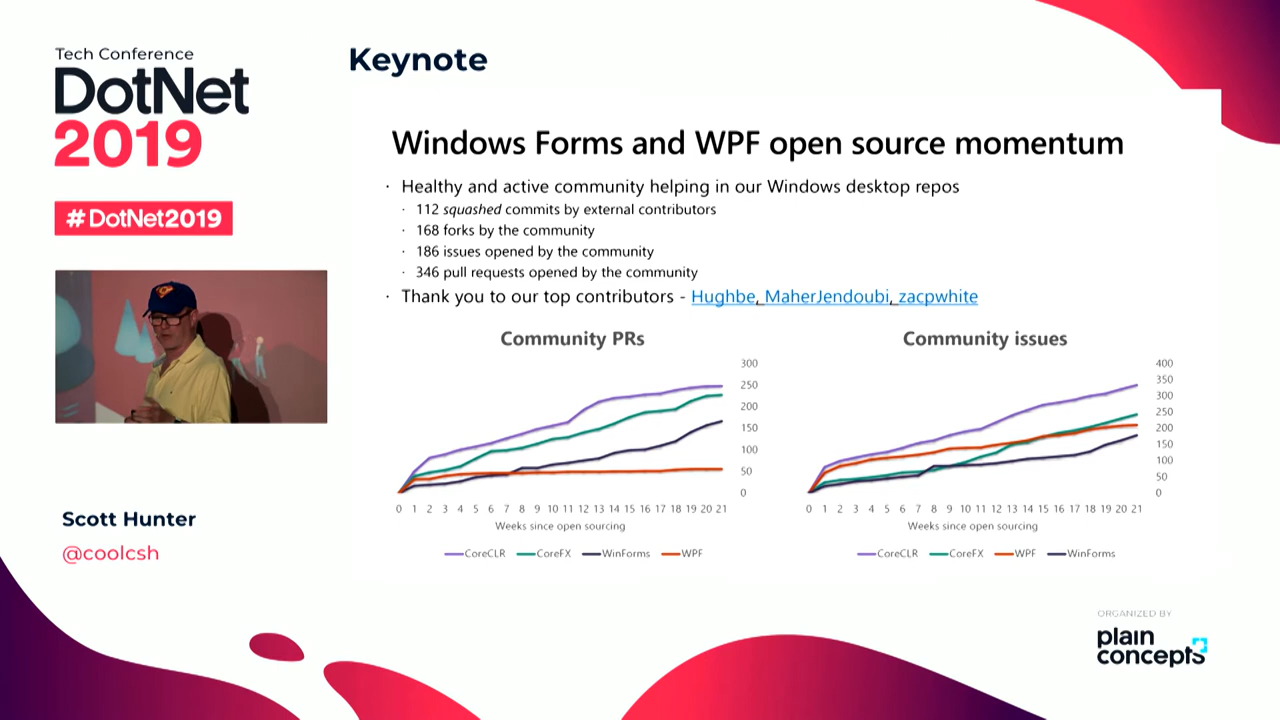 Tech Conference
DotNet
2019
#DotNet2019
Scott Hunter
@coolcsh
Keynote
Windows Forms and WPF open source momentum
· Healthy and active community helping in our Windows desktop repos
· 112 squashed commits by external contributors
· 168 forks by the community
· 186 issues opened by the community
· 346 pull requests opened by the community
· Thank you to our top contributors - Hughbe, MaherJendoubi, zacpwhite
Community PRs
300
250
200
150
100
50
0
0 1 2 3 4 5 6 7 8 9 10 11 12 13 14 15 16 17 18 19 20 21
Weeks since open sourcing
CoreCLR CoreFX WinForms WPF
Community issues
400
350
300
250
200
150
100
50
0
0 1 2 3 4 5 6 7 8 9 10 11 12 13 14 15 16 17 18 19 20 21
Weeks since open sourcing
CoreCLR CoreFX WPF WinForms
ORGANIZED BY
plain
concepts